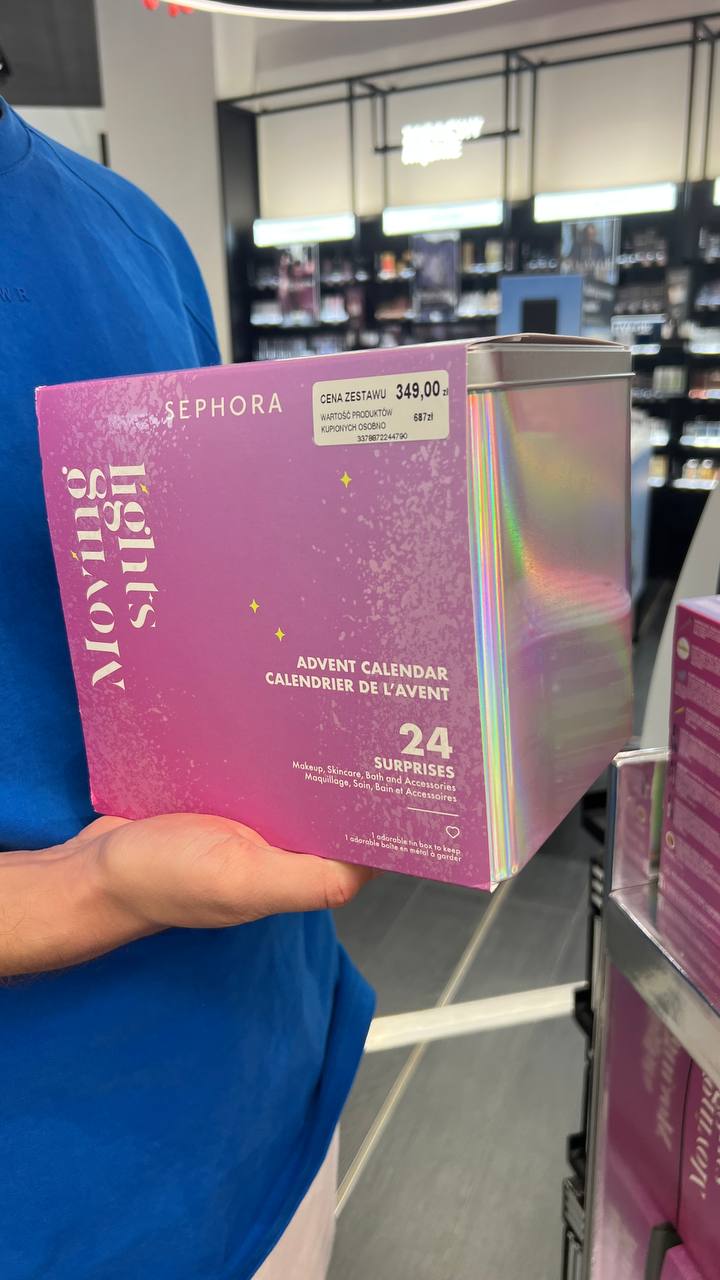 SEPHORA
CENA ZESTAWU 349,00 zł
WARTOŚĆ PRODUKTÓW
KUPIONYCH OSOBNO 687zł
3378872244790
Moving
lights
ADVENT CALENDAR
CALENDRIER DE L'AVENT
24
SURPRISES
Makeup, Skincare, Bath and Accessories
Maquillage, Soin, Bain et Accessoires
1 adorable tin box to keep
1 adorable boîte en métal à garder
Moving